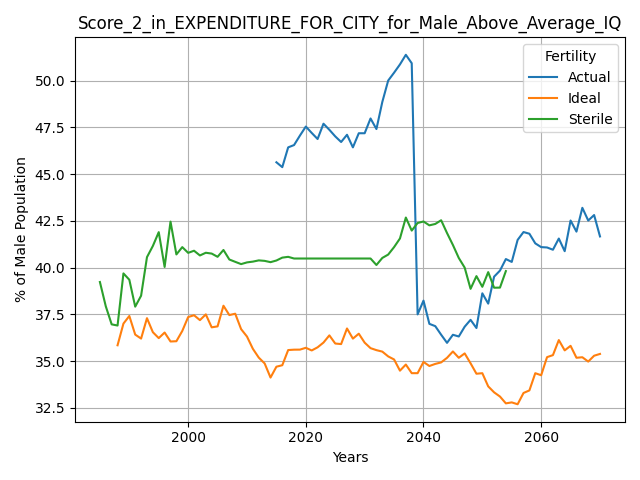 Score_2_in_EXPENDITURE_FOR_CITY_for_Male_Above_Average_IQ
Fertility
Actual
Ideal
Sterile
% of Male Population
50.0
47.5
45.0
42.5
40.0
37.5
35.0
32.5
2000
2020
2040
2060
Years